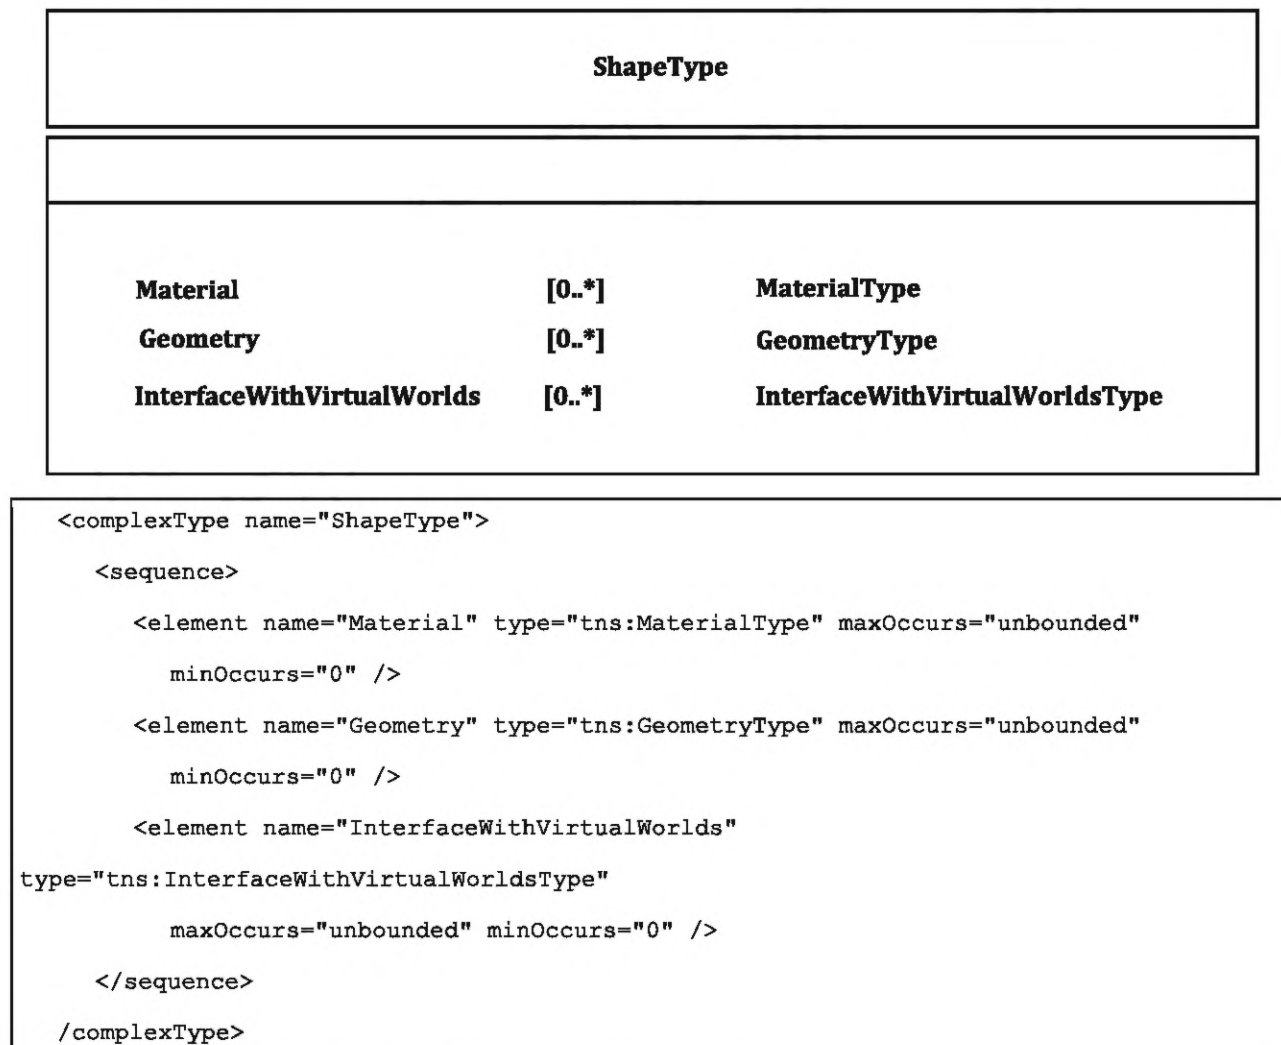 ShapeType
Material [0..*] MaterialType
Geometry [0..*] GeometryType
InterfaceWithVirtualWorlds [0..*] InterfaceWithVirtualWorldsType
<complexType name="ShapeType">
<sequence>
<element name="Material" type="tns:MaterialType" maxOccurs="unbounded"
minOccurs="0" />
<element name="Geometry" type="tns:GeometryType" maxOccurs="unbounded"
minOccurs="0" />
<element name="InterfaceWithVirtualWorlds"
type="tns:InterfaceWithVirtualWorldsType"
maxOccurs="unbounded" minOccurs="0" />
</sequence>
/complexType>